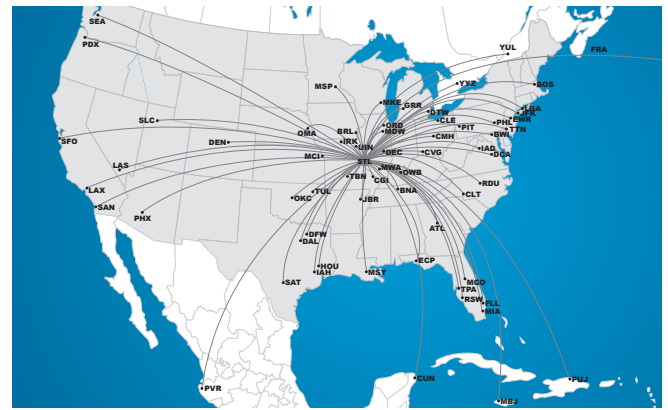 SEA
YUL
FRA
PDX
MSP
YYZ
BOS
MKE
GRR
DTW
LGA
JFK
SLC
ORD
CLE
PHL
EWR
OMA
BRL
MDW
PIT
TTN
SFO
DEN
IRK
CMH
BWI
UIN
IAD
MCI
DEC
CVG
DCA
STL
LAS
MWA
TBN
CGI
OWB
RDU
LAX
TUL
BNA
CLT
OKC
JBR
SAN
PHX
ATL
DFW
DAL
ECP
HOU
IAH
MSY
MCO
SAT
TPA
RSW
FLL
MIA
CUN
PUJ
PVR
MBJ